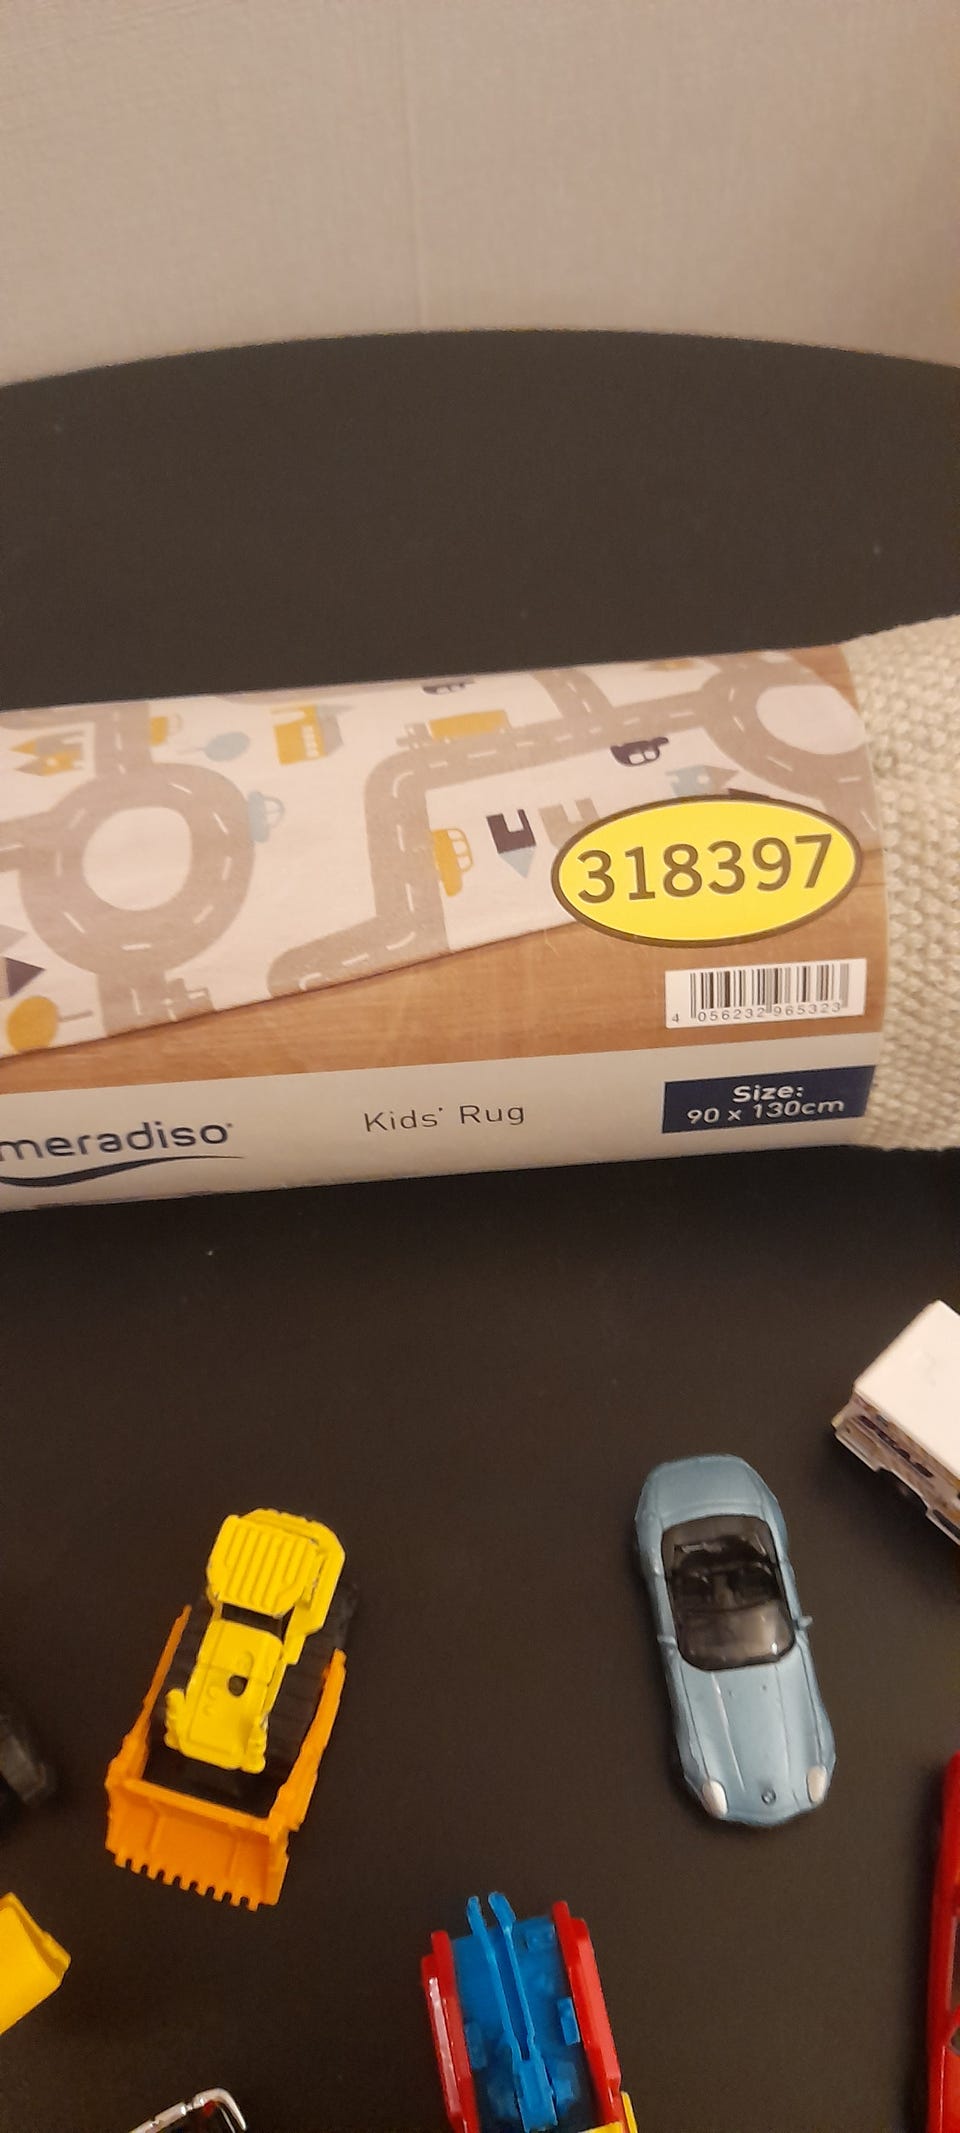 318397
4 056232 965323
meradiso
Kids' Rug
Size:
90 x 130cm